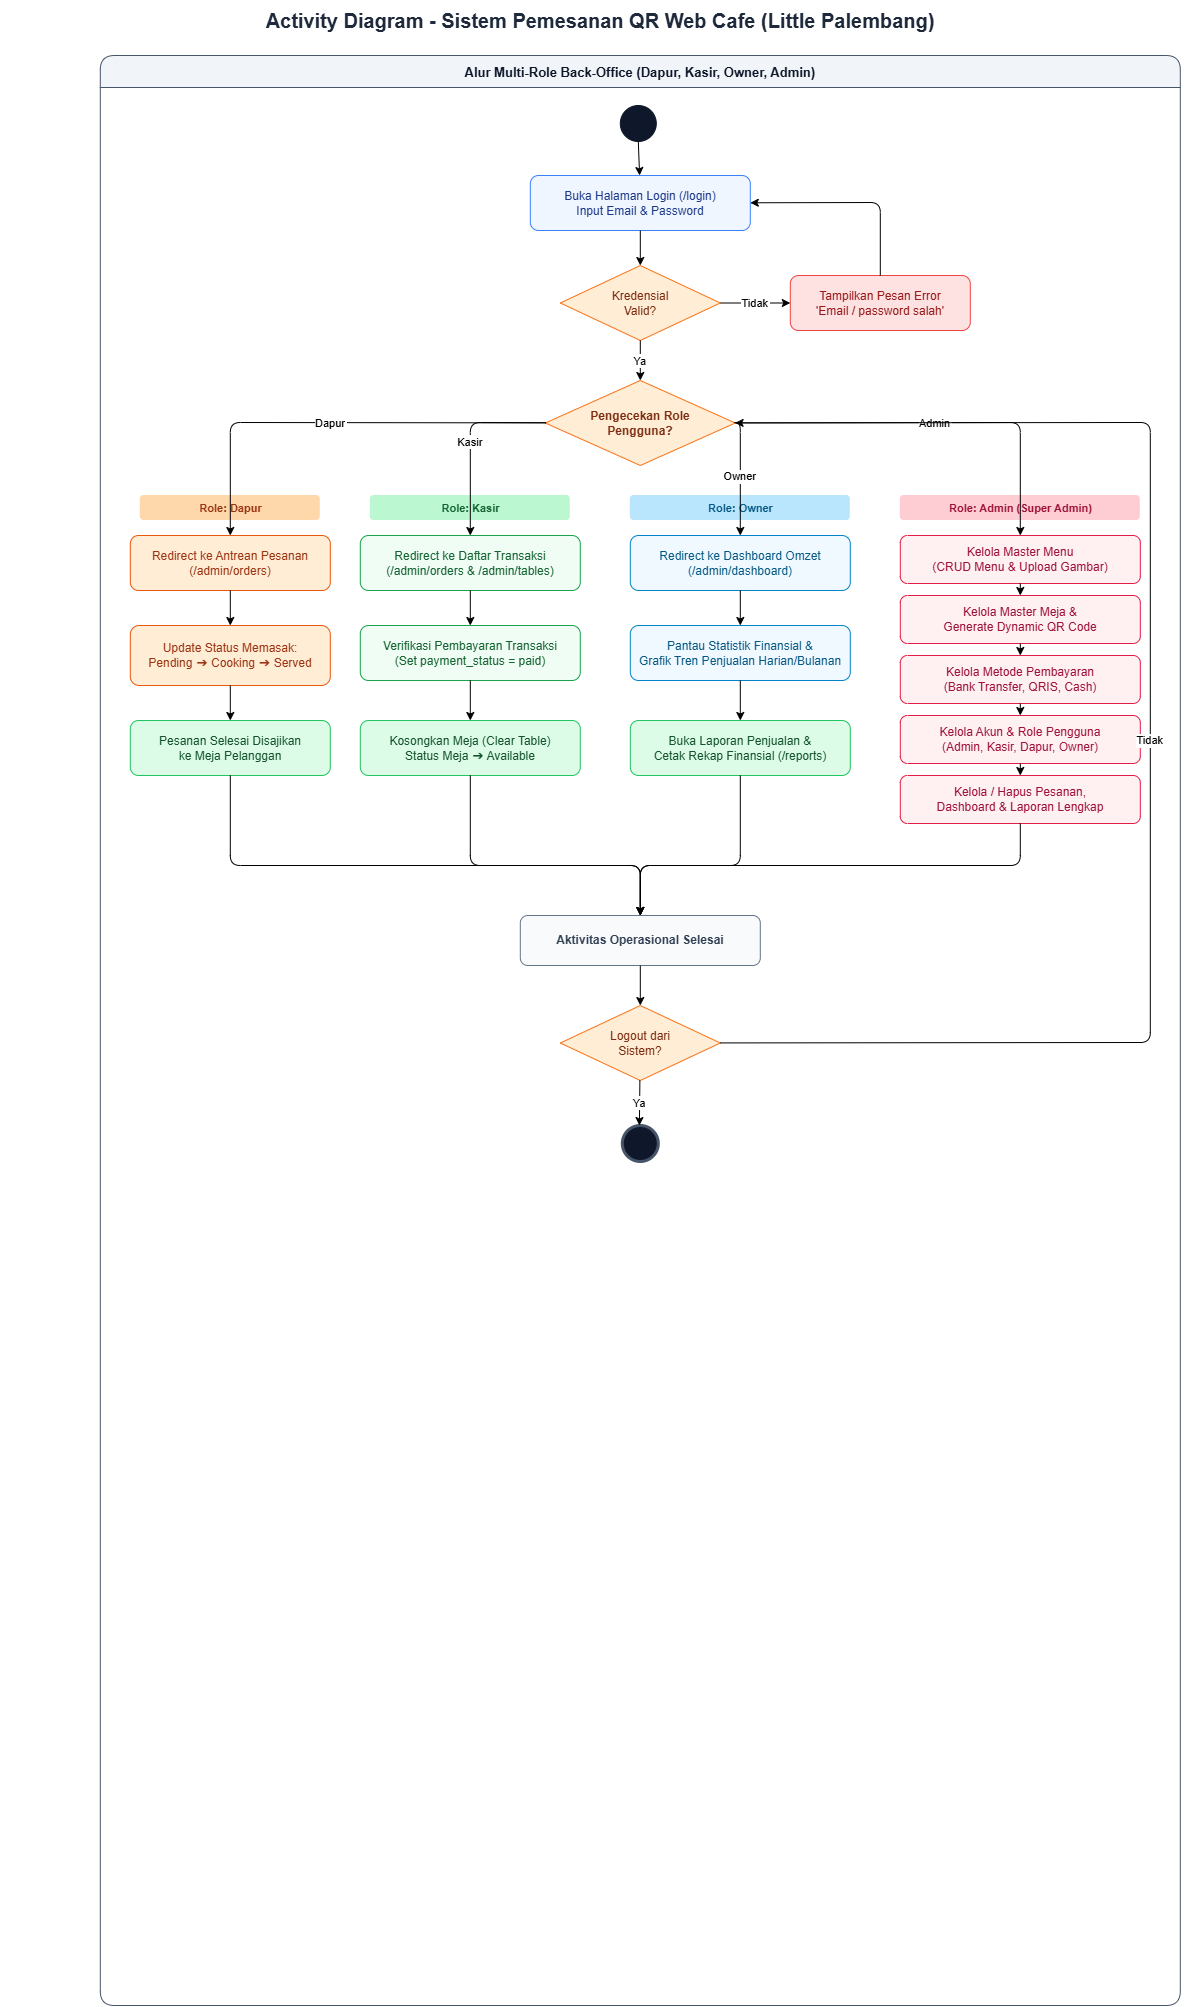 Activity Diagram - Sistem Pemesanan QR Web Cafe (Little Palembang)
Alur Multi-Role Back-Office (Dapur, Kasir, Owner, Admin)
Buka Halaman Login (/login)
Input Email & Password
Kredensial
Valid?
Tidak
Tampilkan Pesan Error
'Email / password salah'
Ya
Pengecekan Role
Pengguna?
Dapur
Kasir
Owner
Admin
Role: Dapur
Redirect ke Antrean Pesanan
(/admin/orders)
Update Status Memasak:
Pending ➔ Cooking ➔ Served
Pesanan Selesai Disajikan
ke Meja Pelanggan
Role: Kasir
Redirect ke Daftar Transaksi
(/admin/orders & /admin/tables)
Verifikasi Pembayaran Transaksi
(Set payment_status = paid)
Kosongkan Meja (Clear Table)
Status Meja ➔ Available
Role: Owner
Redirect ke Dashboard Omzet
(/admin/dashboard)
Pantau Statistik Finansial &
Grafik Tren Penjualan Harian/Bulanan
Buka Laporan Penjualan &
Cetak Rekap Finansial (/reports)
Role: Admin (Super Admin)
Kelola Master Menu
(CRUD Menu & Upload Gambar)
Kelola Master Meja &
Generate Dynamic QR Code
Kelola Metode Pembayaran
(Bank Transfer, QRIS, Cash)
Kelola Akun & Role Pengguna
(Admin, Kasir, Dapur, Owner)
Kelola / Hapus Pesanan,
Dashboard & Laporan Lengkap
Tidak
Aktivitas Operasional Selesai
Logout dari
Sistem?
Ya